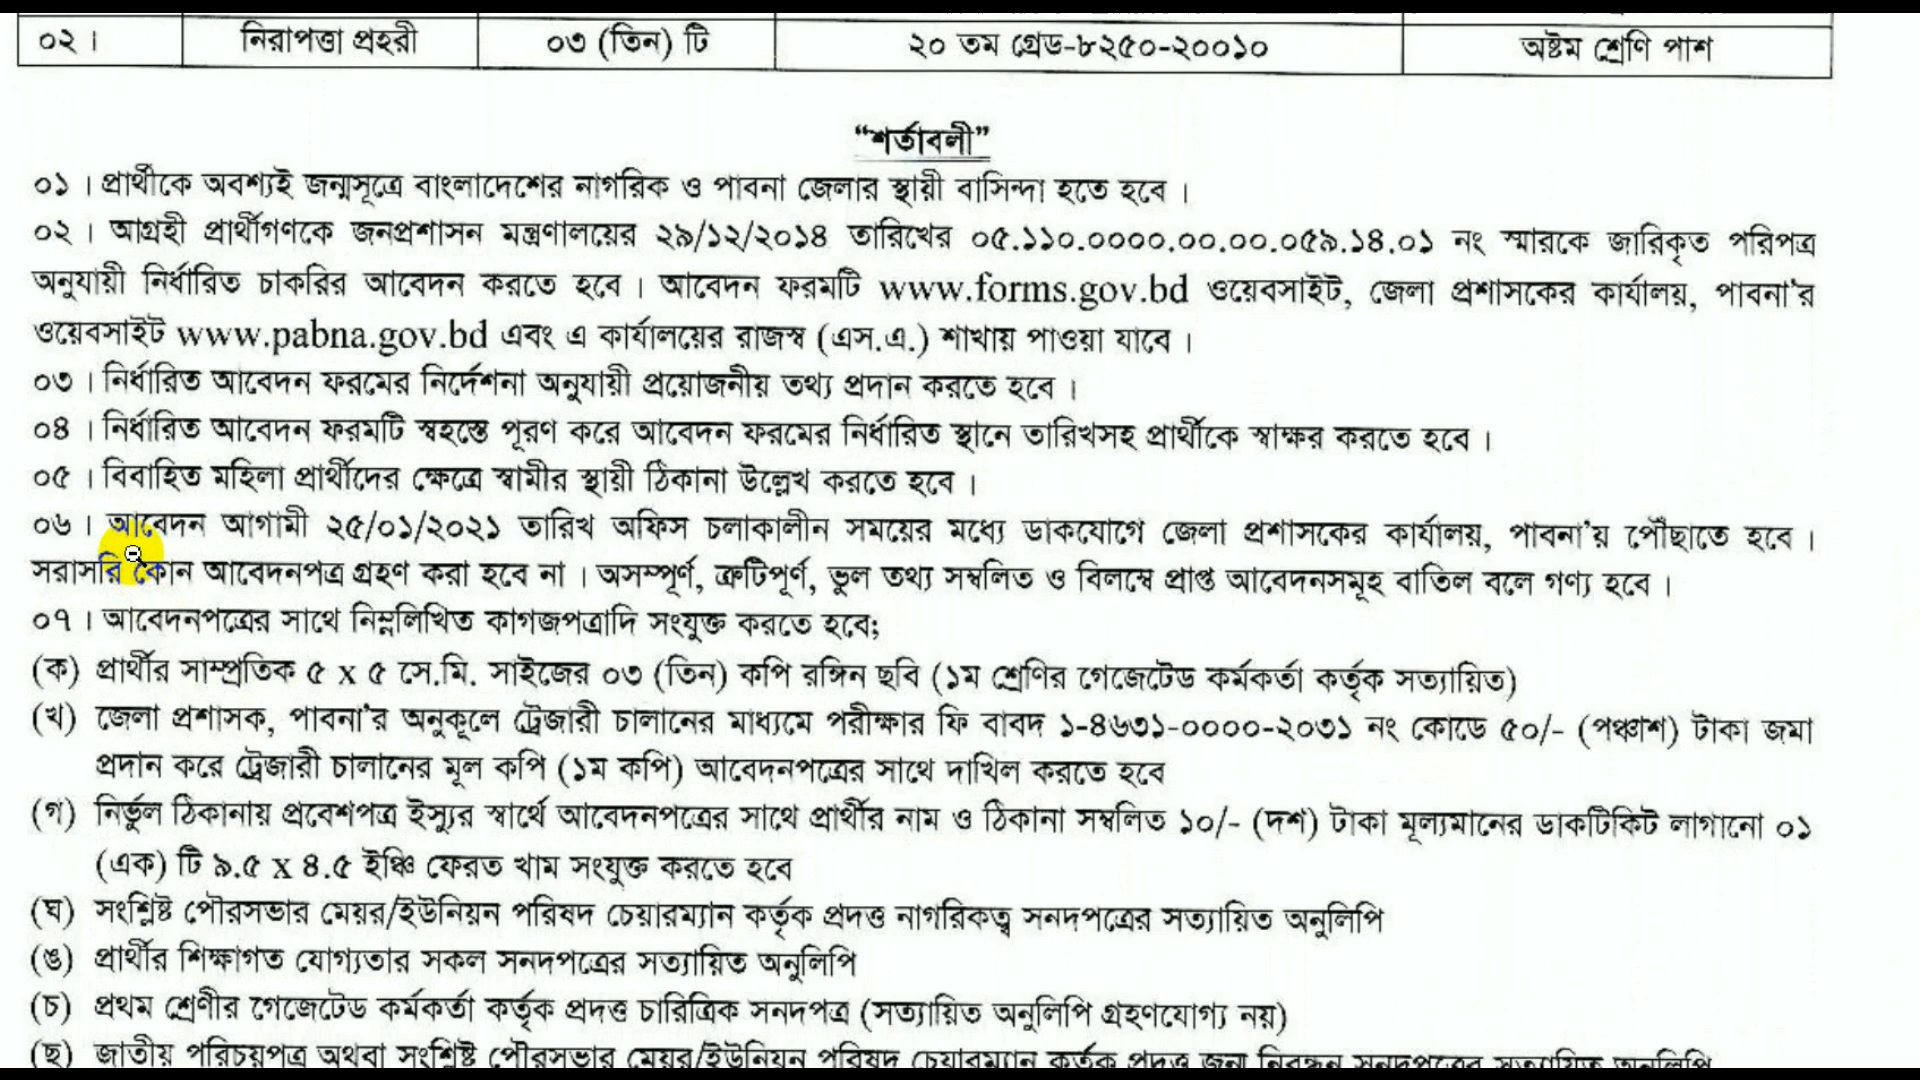 ০২। নিরাপত্তা প্রহরী ০৩ (তিন) টি ২০ তম গ্রেড-৮২৫০-২০০১০ অষ্টম শ্রেণি পাশ
“শর্তাবলী”
০১। প্রার্থীকে অবশ্যই জন্মসূত্রে বাংলাদেশের নাগরিক ও পাবনা জেলার স্থায়ী বাসিন্দা হতে হবে।
০২। আগ্রহী প্রার্থীগণকে জনপ্রশাসন মন্ত্রণালয়ের ২৯/১২/২০১৪ তারিখের ০৫.১১০.০০০০.০০.০০.০৫৯.১৪.০১ নং স্মারকে জারিকৃত পরিপত্র
অনুযায়ী নির্ধারিত চাকরির আবেদন করতে হবে। আবেদন ফরমটি www.forms.gov.bd ওয়েবসাইট, জেলা প্রশাসকের কার্যালয়, পাবনা'র
ওয়েবসাইট www.pabna.gov.bd এবং এ কার্যালয়ের রাজস্ব (এস.এ.) শাখায় পাওয়া যাবে।
০৩। নির্ধারিত আবেদন ফরমের নির্দেশনা অনুযায়ী প্রয়োজনীয় তথ্য প্রদান করতে হবে।
০৪। নির্ধারিত আবেদন ফরমটি স্বহস্তে পূরণ করে আবেদন ফরমের নির্ধারিত স্থানে তারিখসহ প্রার্থীকে স্বাক্ষর করতে হবে।
০৫। বিবাহিত মহিলা প্রার্থীদের ক্ষেত্রে স্বামীর স্থায়ী ঠিকানা উল্লেখ করতে হবে।
০৬। আবেদন আগামী ২৫/০১/২০২১ তারিখ অফিস চলাকালীন সময়ের মধ্যে ডাকযোগে জেলা প্রশাসকের কার্যালয়, পাবনা'য় পৌঁছাতে হবে।
সরাসরি কোন আবেদনপত্র গ্রহণ করা হবে না। অসম্পূর্ণ, ত্রুটিপূর্ণ, ভুল তথ্য সম্বলিত ও বিলম্বে প্রাপ্ত আবেদনসমূহ বাতিল বলে গণ্য হবে।
০৭। আবেদনপত্রের সাথে নিম্নলিখিত কাগজপত্রাদি সংযুক্ত করতে হবে;
(ক) প্রার্থীর সাম্প্রতিক ৫ x ৫ সে.মি. সাইজের ০৩ (তিন) কপি রঙ্গিন ছবি (১ম শ্রেণির গেজেটেড কর্মকর্তা কর্তৃক সত্যায়িত)
(খ) জেলা প্রশাসক, পাবনা'র অনুকূলে ট্রেজারী চালানের মাধ্যমে পরীক্ষার ফি বাবদ ১-৪৬৩১-০০০০-২০৩১ নং কোডে ৫০/- (পঞ্চাশ) টাকা জমা
প্রদান করে ট্রেজারী চালানের মূল কপি (১ম কপি) আবেদনপত্রের সাথে দাখিল করতে হবে
(গ) নির্ভুল ঠিকানায় প্রবেশপত্র ইস্যুর স্বার্থে আবেদনপত্রের সাথে প্রার্থীর নাম ও ঠিকানা সম্বলিত ১০/- (দশ) টাকা মূল্যমানের ডাকটিকিট লাগানো ০১
(এক) টি ৯.৫ x ৪.৫ ইঞ্চি ফেরত খাম সংযুক্ত করতে হবে
(ঘ) সংশ্লিষ্ট পৌরসভার মেয়র/ইউনিয়ন পরিষদ চেয়ারম্যান কর্তৃক প্রদত্ত নাগরিকত্ব সনদপত্রের সত্যায়িত অনুলিপি
(ঙ) প্রার্থীর শিক্ষাগত যোগ্যতার সকল সনদপত্রের সত্যায়িত অনুলিপি
(চ) প্রথম শ্রেণীর গেজেটেড কর্মকর্তা কর্তৃক প্রদত্ত চারিত্রিক সনদপত্র (সত্যায়িত অনুলিপি গ্রহণযোগ্য নয়)
(ছ) জাতীয় পরিচয়পত্র অথবা সংশ্লিষ্ট পৌরসভার মেয়র/ইউনিয়ন পরিষদ চেয়ারম্যান কর্তৃক প্রদত্ত জন্ম নিবন্ধন সনদপত্রের সত্যায়িত অনুলিপি